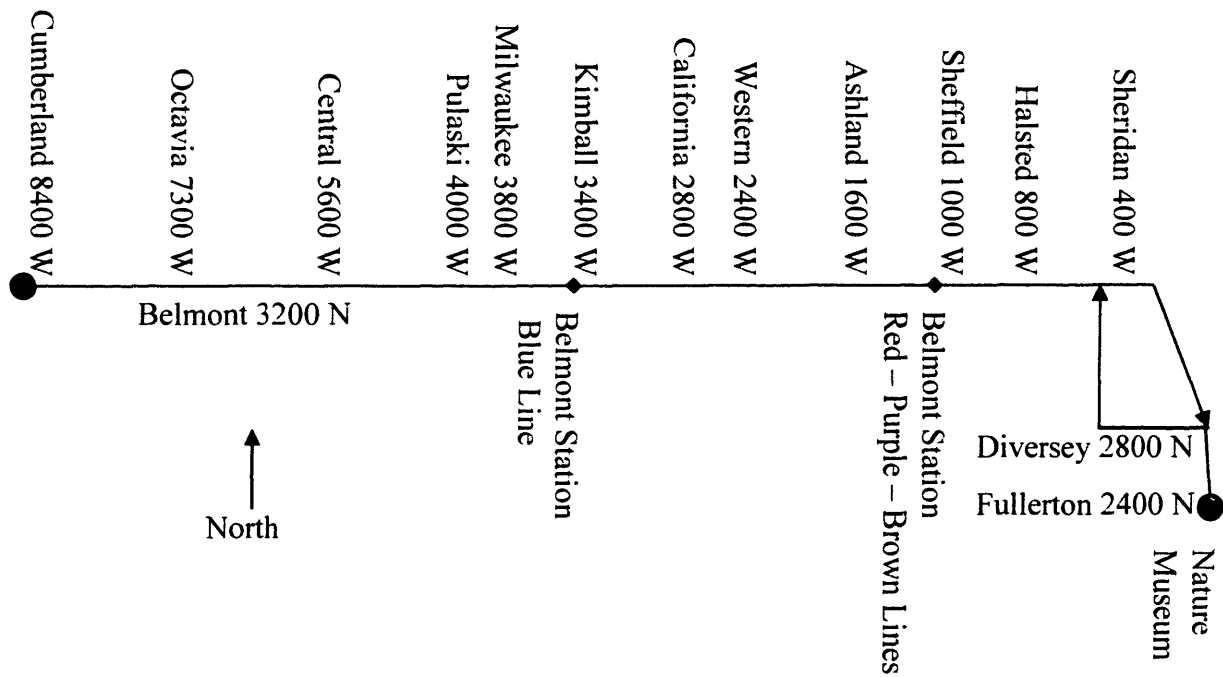 Cumberland 8400 W
Octavia 7300 W
Central 5600 W
Pulaski 4000 W
Milwaukee 3800 W
Kimball 3400 W
California 2800 W
Western 2400 W
Ashland 1600 W
Sheffield 1000 W
Halsted 800 W
Sheridan 400 W
Belmont 3200 N
Belmont Station
Blue Line
Belmont Station
Red – Purple – Brown Lines
Diversey 2800 N
Fullerton 2400 N
Nature
Museum
North